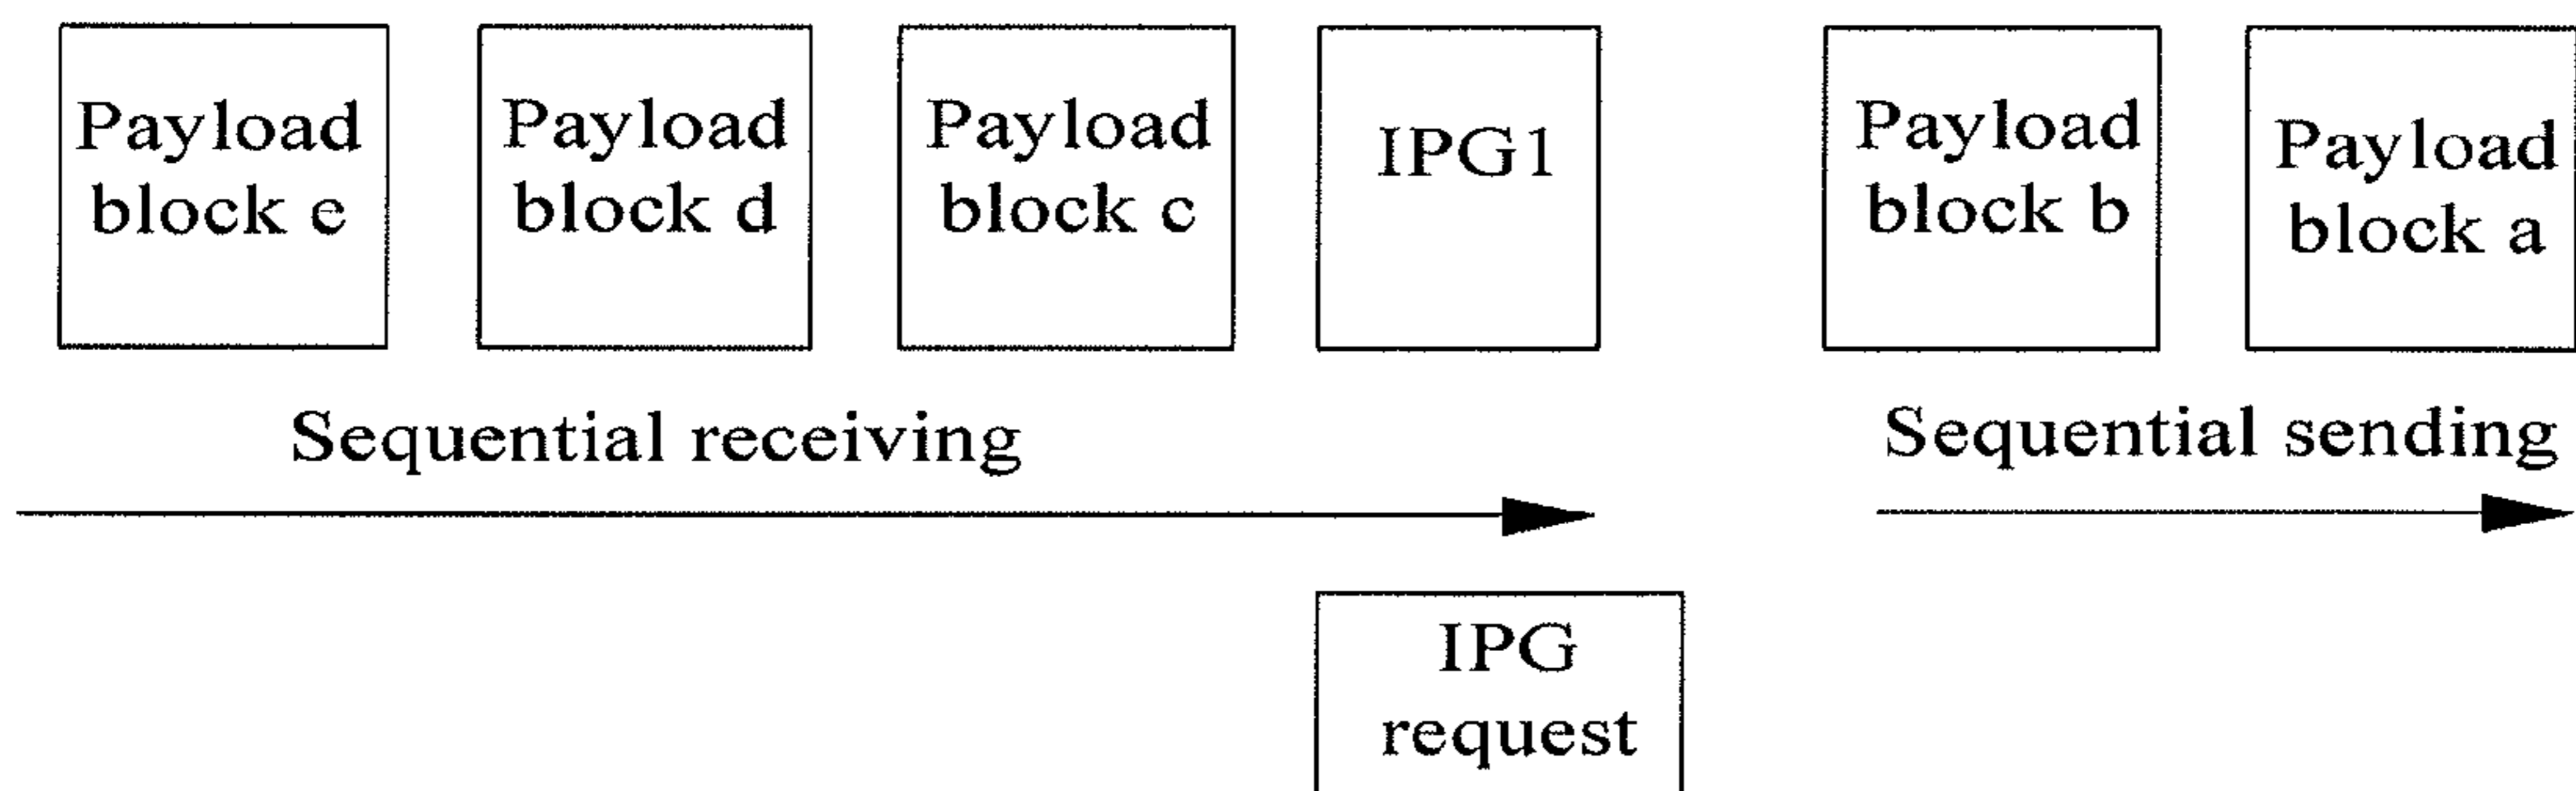 Payload
block e
Payload
block d
Payload
block c
IPG1
Payload
block b
Payload
block a
Sequential receiving
Sequential sending
IPG
request